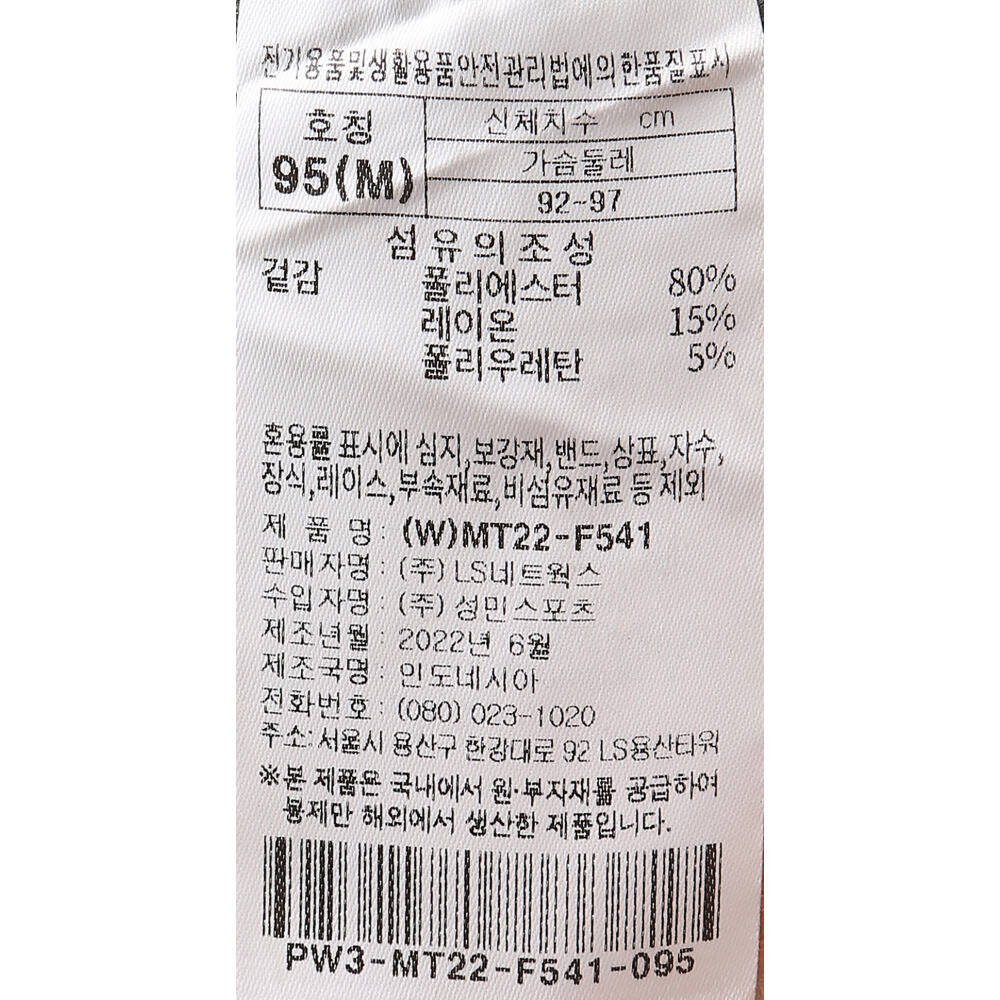 전기용품및생활용품안전관리법에의한품질표시
호칭
95(M)
신체치수 cm
가슴둘레
92~97
섬유의조성
겉감 폴리에스터 80%
레이온 15%
폴리우레탄 5%
혼용률 표시에 심지,보강재,밴드,상표,자수,
장식,레이스,부속재료,비섬유재료 등 제외
제 품 명 : (W)MT22-F541
판매자명 : (주) LS네트웍스
수입자명 : (주) 성민스포츠
제조년월 : 2022년 6월
제조국명 : 인도네시아
전화번호 : (080) 023-1020
주소: 서울시 용산구 한강대로 92 LS용산타워
※본 제품은 국내에서 원·부자재를 공급하여
봉제만 해외에서 생산한 제품입니다.
PW3-MT22-F541-095